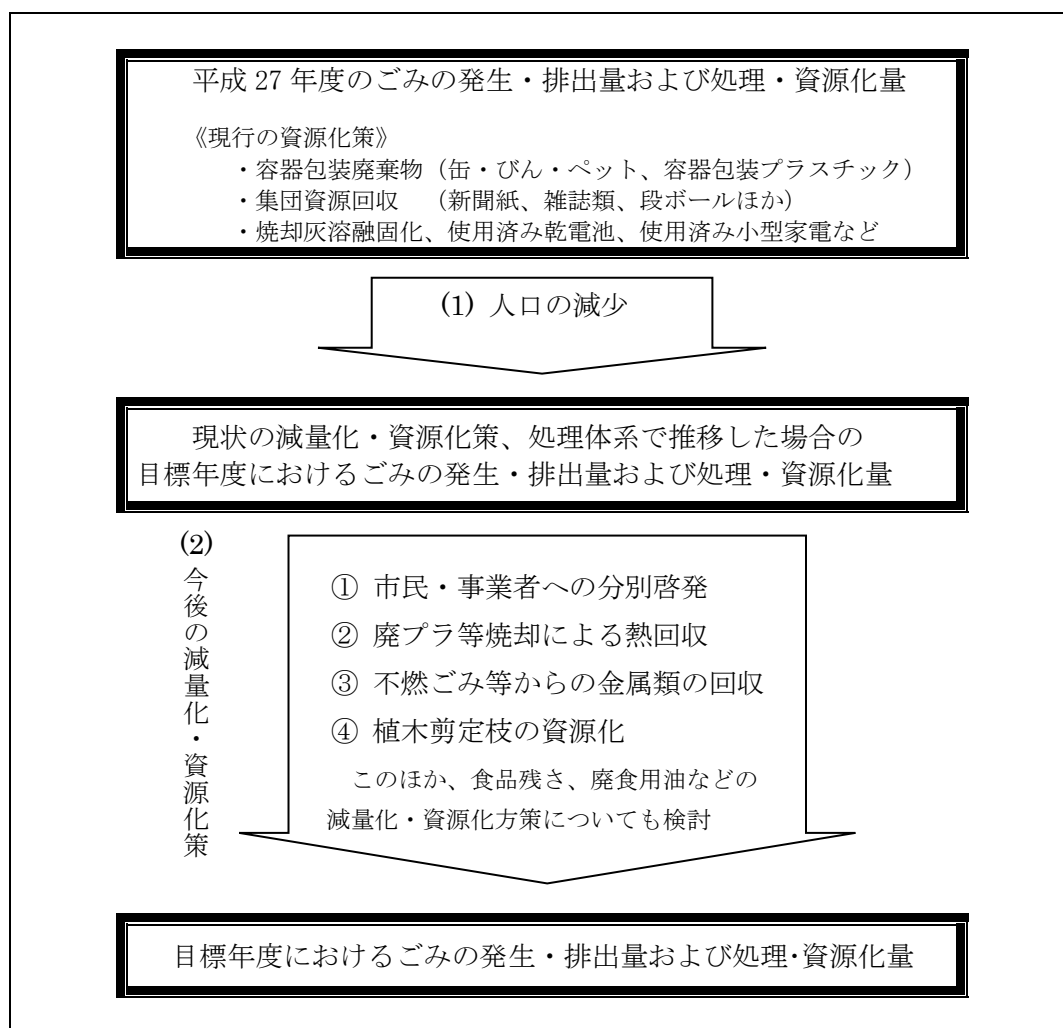 平成 27 年度のごみの発生・排出量および処理・資源化量
《現行の資源化策》
・容器包装廃棄物（缶・びん・ペット、容器包装プラスチック）
・集団資源回収　（新聞紙、雑誌類、段ボールほか）
・焼却灰溶融固化、使用済み乾電池、使用済み小型家電など
(1) 人口の減少
現状の減量化・資源化策、処理体系で推移した場合の
目標年度におけるごみの発生・排出量および処理・資源化量
(2)
今後の減量化・資源化策
① 市民・事業者への分別啓発
② 廃プラ等焼却による熱回収
③ 不燃ごみ等からの金属類の回収
④ 植木剪定枝の資源化
このほか、食品残さ、廃食用油などの
減量化・資源化方策についても検討
目標年度におけるごみの発生・排出量および処理･資源化量